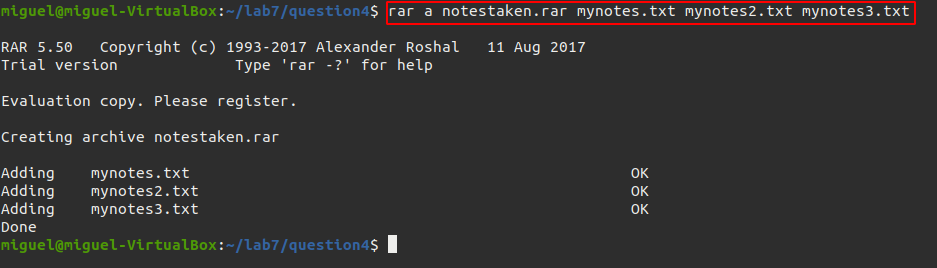 miguel@miguel-VirtualBox:~/lab7/question4$ rar a notestaken.rar mynotes.txt mynotes2.txt mynotes3.txt
RAR 5.50   Copyright (c) 1993-2017 Alexander Roshal   11 Aug 2017
Trial version             Type 'rar -?' for help
Evaluation copy. Please register.
Creating archive notestaken.rar
Adding    mynotes.txt                                                 OK
Adding    mynotes2.txt                                                OK
Adding    mynotes3.txt                                                OK
Done
miguel@miguel-VirtualBox:~/lab7/question4$